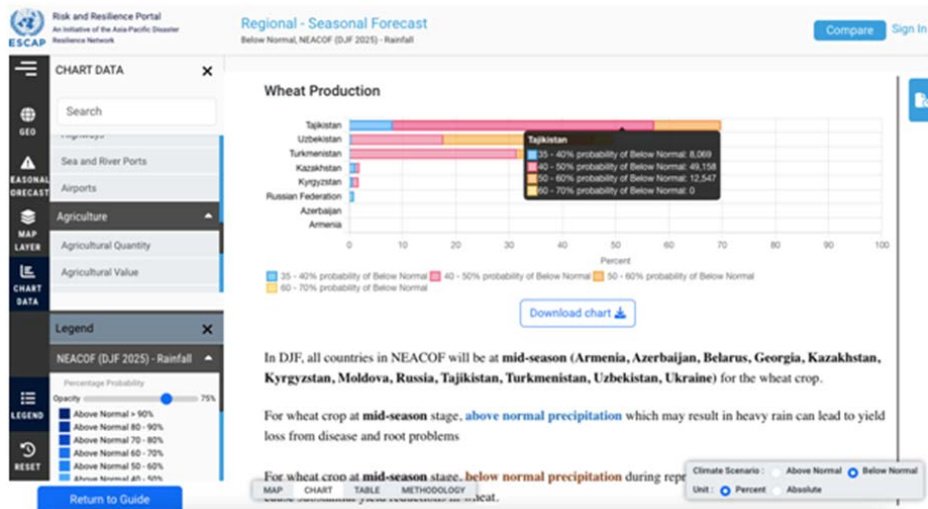 ESCAP
Risk and Resilience Portal
An Initiative of the Asia-Pacific Disaster
Resilience Network
Regional - Seasonal Forecast
Below Normal, NEACOF (DJF 2025) - Rainfall
Compare
Sign In
GEO
EASONAL
ORECAST
MAP
LAYER
CHART
DATA
LEGEND
RESET
CHART DATA
Search
Highways
Sea and River Ports
Airports
Agriculture
Agricultural Quantity
Agricultural Value
Legend
NEACOF (DJF 2025) - Rainfall
Percentage Probability
Opacity 75%
Above Normal > 90%
Above Normal 80 - 90%
Above Normal 70 - 80%
Above Normal 60 - 70%
Above Normal 50 - 60%
Above Normal 40 - 50%
Return to Guide
Wheat Production
Tajikistan
Uzbekistan
Turkmenistan
Kazakhstan
Kyrgyzstan
Russian Federation
Azerbaijan
Armenia
Tajikistan
35 - 40% probability of Below Normal: 8,069
40 - 50% probability of Below Normal: 49,158
50 - 60% probability of Below Normal: 12,547
60 - 70% probability of Below Normal: 0
0 10 20 30 40 50 60 70 80 90 100
Percent
35 - 40% probability of Below Normal 40 - 50% probability of Below Normal 50 - 60% probability of Below Normal
60 - 70% probability of Below Normal
Download chart
In DJF, all countries in NEACOF will be at mid-season (Armenia, Azerbaijan, Belarus, Georgia, Kazakhstan,
Kyrgyzstan, Moldova, Russia, Tajikistan, Turkmenistan, Uzbekistan, Ukraine) for the wheat crop.
For wheat crop at mid-season stage, above normal precipitation which may result in heavy rain can lead to yield
loss from disease and root problems
For wheat crop at mid-season stage, below normal precipitation during repr
yield reductions in wheat.
MAP CHART TABLE METHODOLOGY
Climate Scenario : Above Normal Below Normal
Unit : Percent Absolute